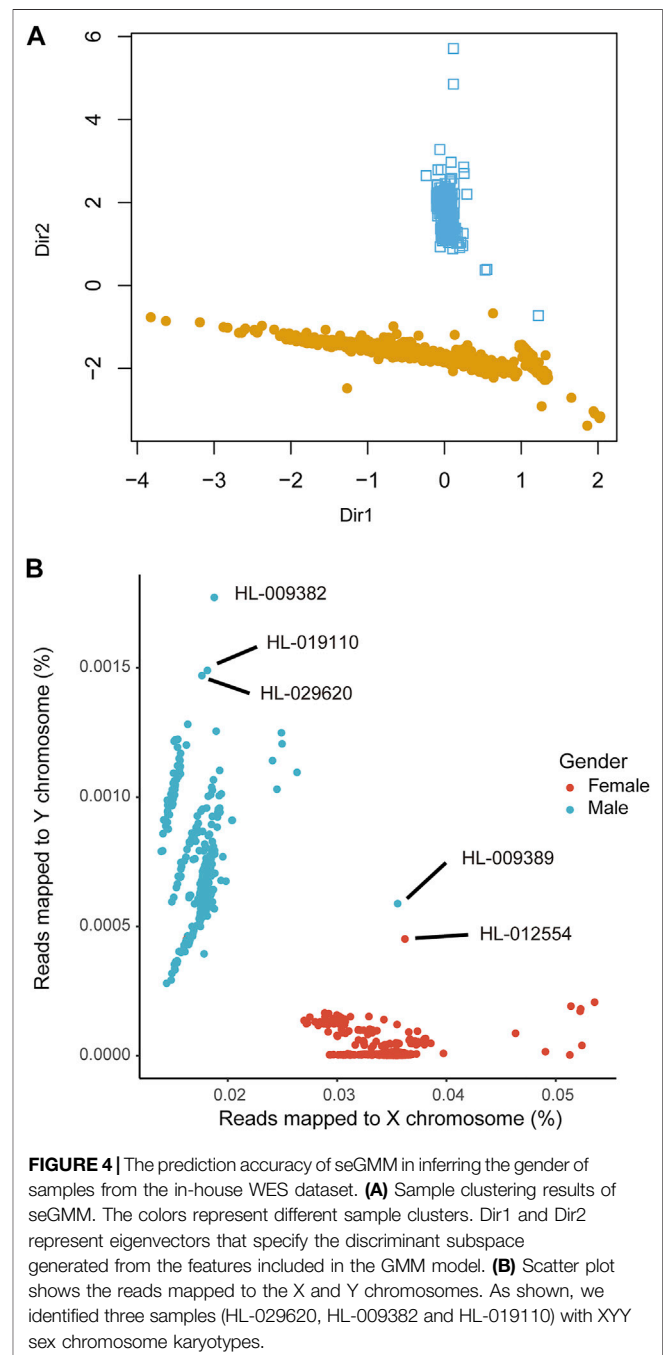 A
6
4
2
0
−2
Dir2
−4
−3
−2
−1
0
1
2
Dir1
B
HL-009382
HL-019110
HL-029620
HL-009389
HL-012554
Gender
Female
Male
0.0015
0.0010
0.0005
0.0000
Reads mapped to Y chromosome (%)
0.02
0.03
0.04
0.05
Reads mapped to X chromosome (%)
FIGURE 4 | The prediction accuracy of seGMM in inferring the gender of
samples from the in-house WES dataset. (A) Sample clustering results of
seGMM. The colors represent different sample clusters. Dir1 and Dir2
represent eigenvectors that specify the discriminant subspace
generated from the features included in the GMM model. (B) Scatter plot
shows the reads mapped to the X and Y chromosomes. As shown, we
identified three samples (HL-029620, HL-009382 and HL-019110) with XYY
sex chromosome karyotypes.